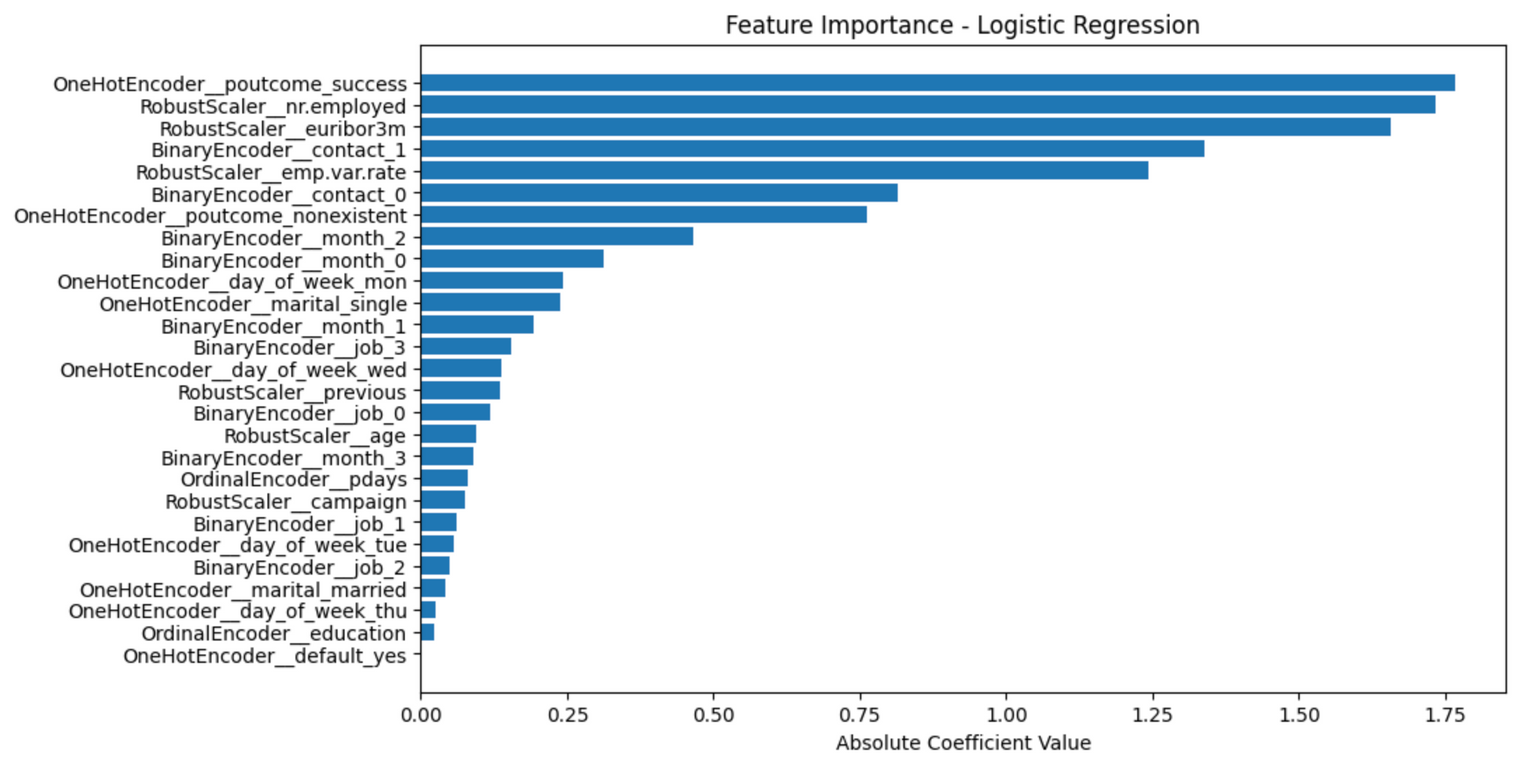 Feature Importance - Logistic Regression
OneHotEncoder__poutcome_success
RobustScaler__nr.employed
RobustScaler__euribor3m
BinaryEncoder__contact_1
RobustScaler__emp.var.rate
BinaryEncoder__contact_0
OneHotEncoder__poutcome_nonexistent
BinaryEncoder__month_2
BinaryEncoder__month_0
OneHotEncoder__day_of_week_mon
OneHotEncoder__marital_single
BinaryEncoder__month_1
BinaryEncoder__job_3
OneHotEncoder__day_of_week_wed
RobustScaler__previous
BinaryEncoder__job_0
RobustScaler__age
BinaryEncoder__month_3
OrdinalEncoder__pdays
RobustScaler__campaign
BinaryEncoder__job_1
OneHotEncoder__day_of_week_tue
BinaryEncoder__job_2
OneHotEncoder__marital_married
OneHotEncoder__day_of_week_thu
OrdinalEncoder__education
OneHotEncoder__default_yes
0.00 0.25 0.50 0.75 1.00 1.25 1.50 1.75
Absolute Coefficient Value